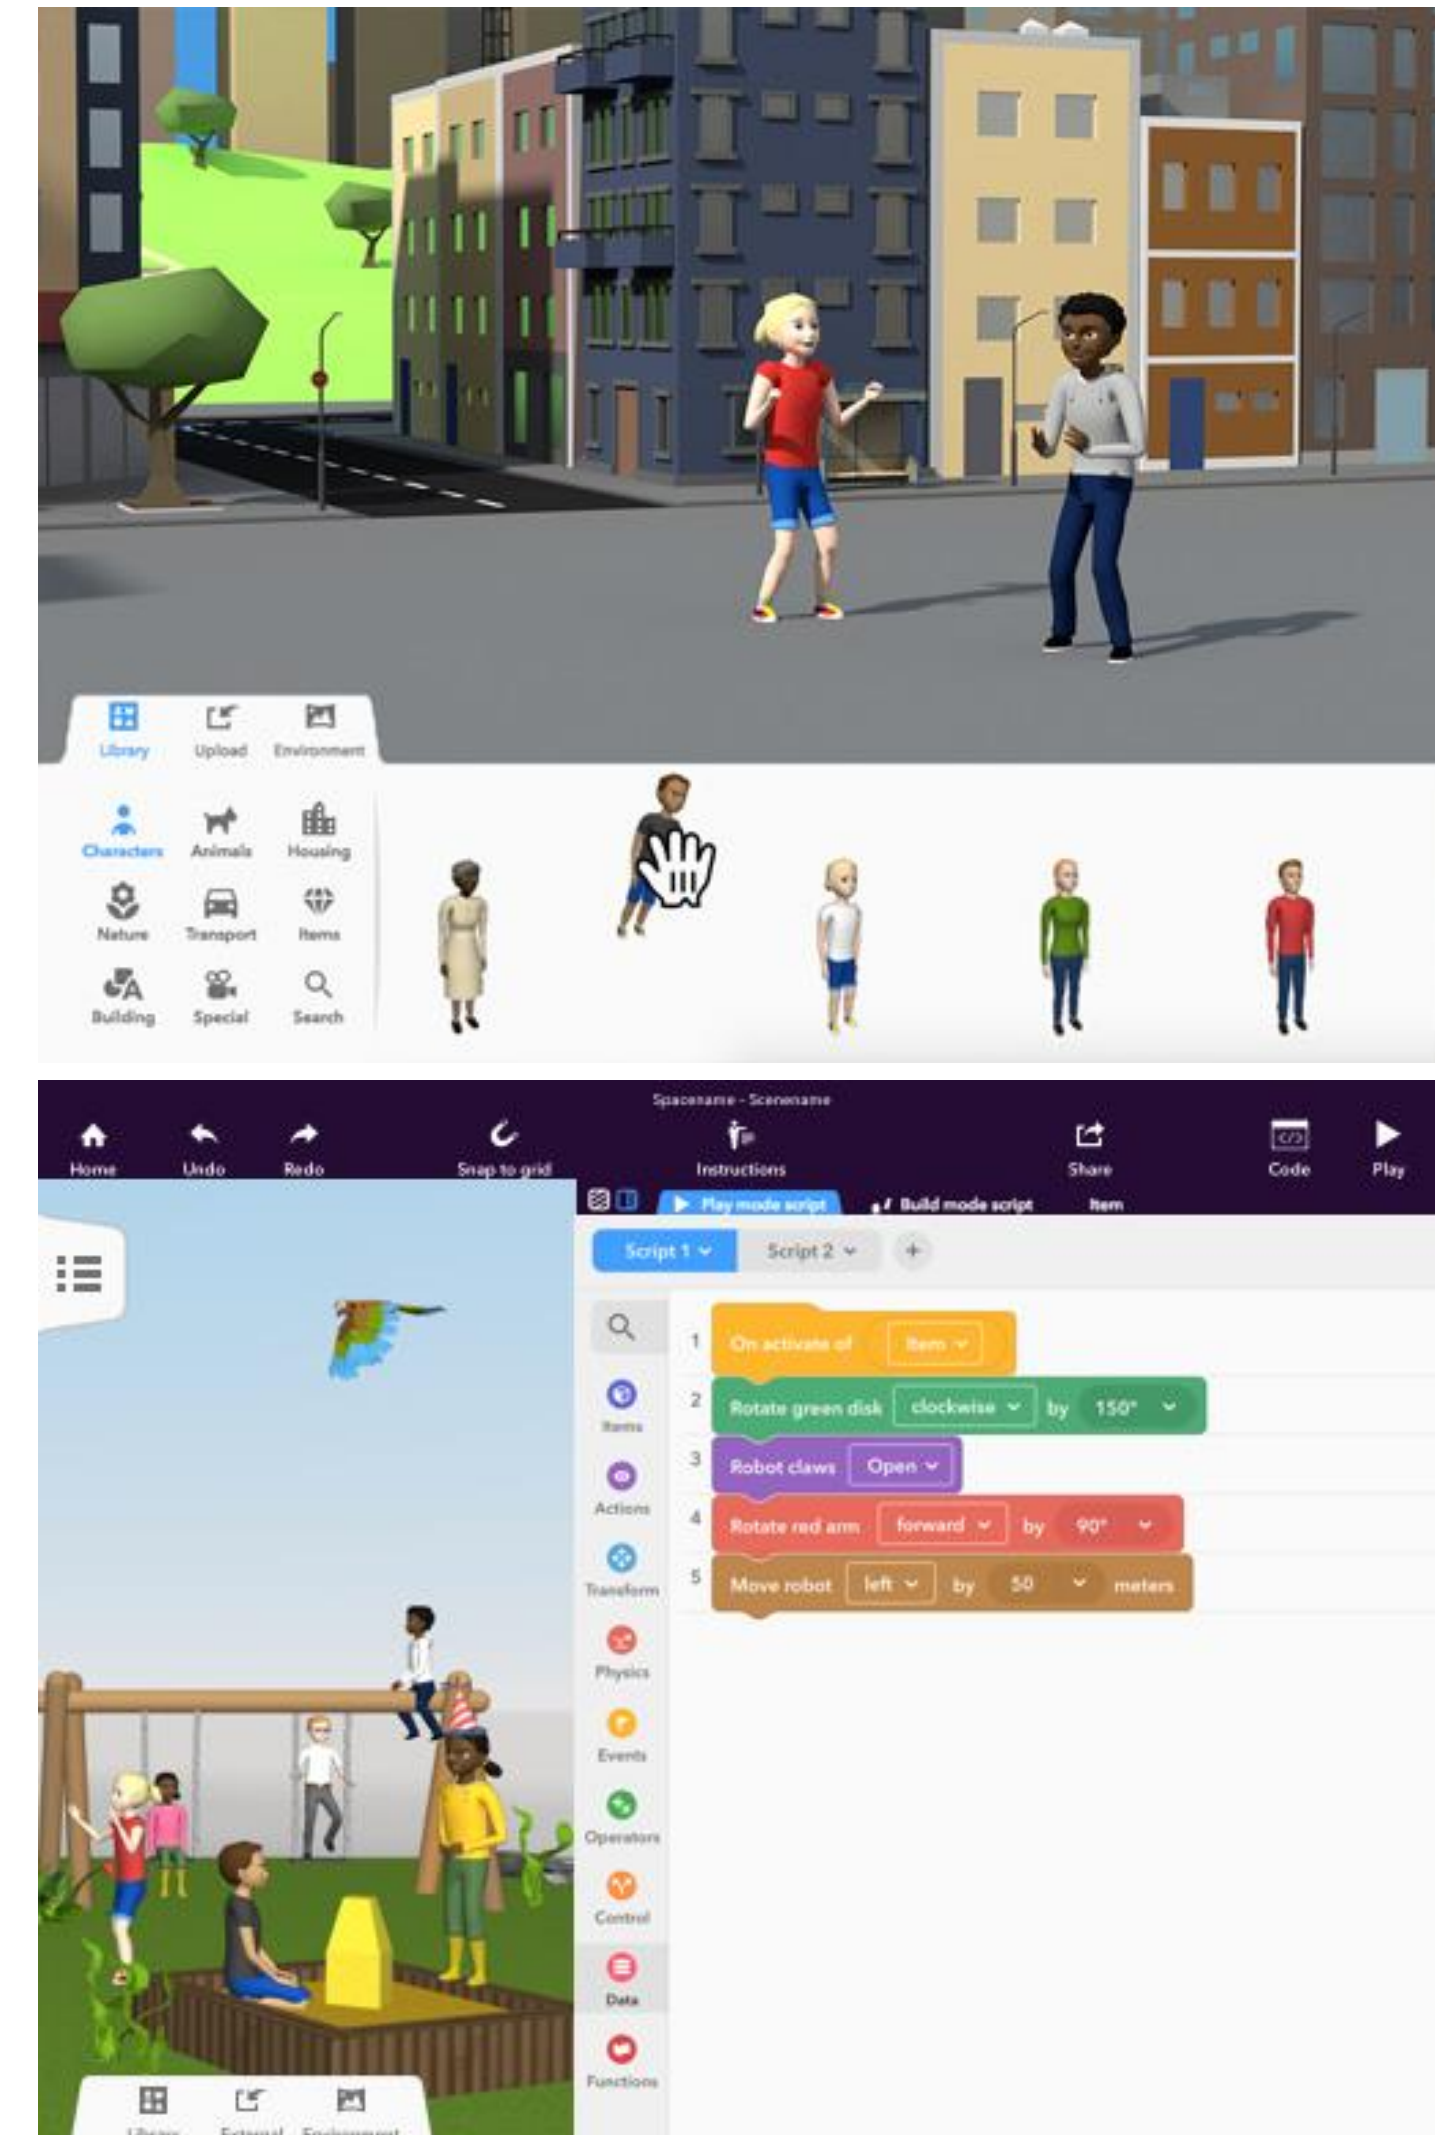 Library Upload Environment
Characters Animals Housing
Nature Transport Items
Building Special Search
Spacename - Scenename
Home Undo Redo Snap to grid Instructions Share Code Play
Play mode script Build mode script Item
Script 1 Script 2 +
1 On activate of Item
2 Rotate green disk clockwise by 150°
3 Robot claws Open
4 Rotate red arm forward by 90°
5 Move robot left by 50 meters
Items
Actions
Transform
Physics
Events
Operators
Control
Data
Functions
Library External Environment